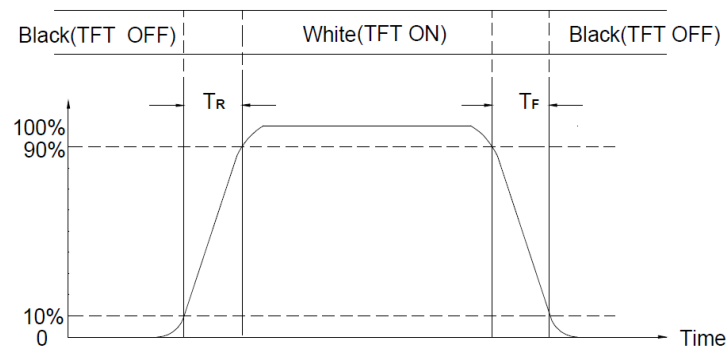 Black(TFT OFF) White(TFT ON) Black(TFT OFF)
TR TF
100%
90%
10%
0
Time